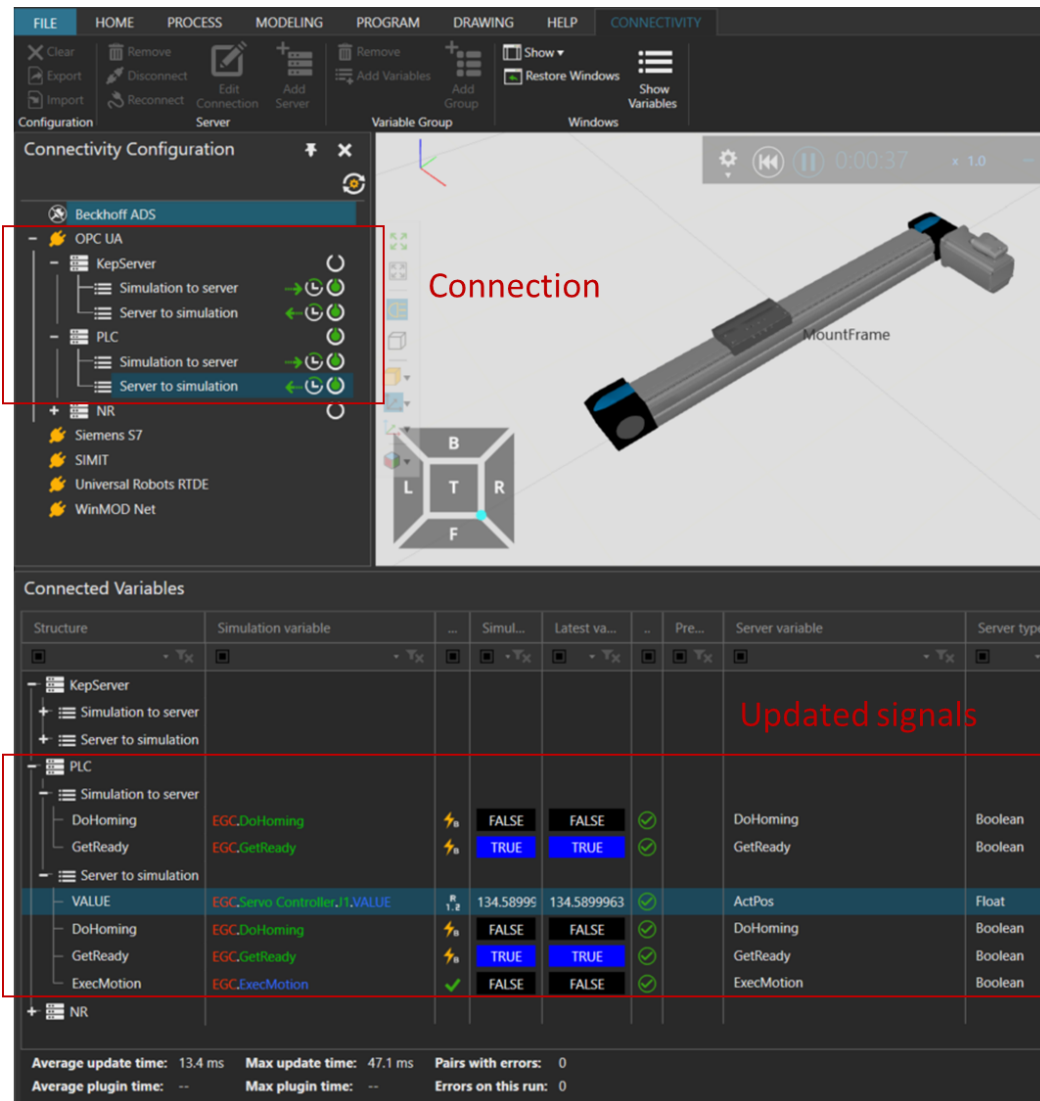 FILE HOME PROCESS MODELING PROGRAM DRAWING HELP CONNECTIVITY
Clear Remove Remove Show
Export Disconnect Add Variables Restore Windows
Import Reconnect Edit Connection Add Server Add Group Show Variables
Configuration Server Variable Group Windows
Connectivity Configuration
0:00:37 x 1.0
Beckhoff ADS
OPC UA
KepServer
Simulation to server
Server to simulation
PLC
Simulation to server
Server to simulation
NR
Siemens S7
SIMIT
Universal Robots RTDE
WinMOD Net
Connection
MountFrame
B
L T R
F
Connected Variables
Structure Simulation variable ... Simul... Latest va... .. Pre... Server variable Server type
KepServer
Simulation to server
Server to simulation
Updated signals
PLC
Simulation to server
DoHoming EGC.DoHoming B FALSE FALSE DoHoming Boolean
GetReady EGC.GetReady B TRUE TRUE GetReady Boolean
Server to simulation
VALUE EGC.Servo Controller.J1.VALUE R 1.2 134.58999 134.5899963 ActPos Float
DoHoming EGC.DoHoming B FALSE FALSE DoHoming Boolean
GetReady EGC.GetReady B TRUE TRUE GetReady Boolean
ExecMotion EGC.ExecMotion FALSE FALSE ExecMotion Boolean
NR
Average update time: 13.4 ms Max update time: 47.1 ms Pairs with errors: 0
Average plugin time: -- Max plugin time: -- Errors on this run: 0